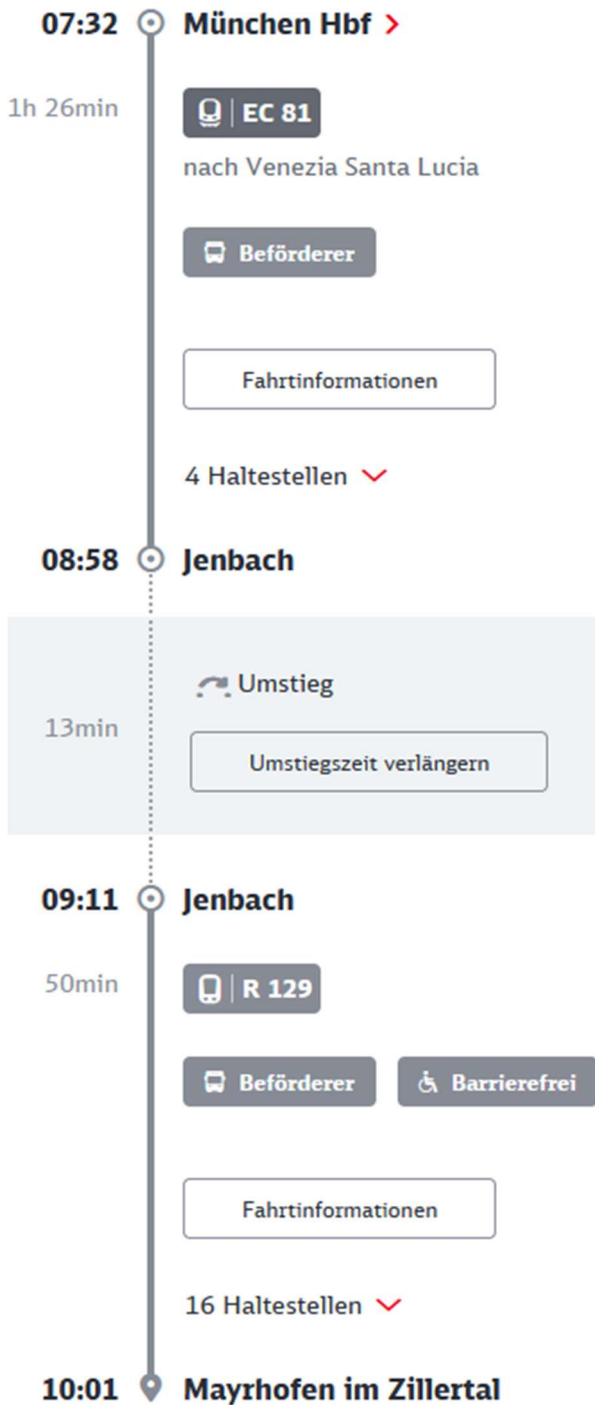 07:32 München Hbf
1h 26min EC 81
nach Venezia Santa Lucia
Beförderer
Fahrtinformationen
4 Haltestellen
08:58 Jenbach
Umstieg
13min
Umstiegszeit verlängern
09:11 Jenbach
50min R 129
Beförderer Barrierefrei
Fahrtinformationen
16 Haltestellen
10:01 Mayrhofen im Zillertal